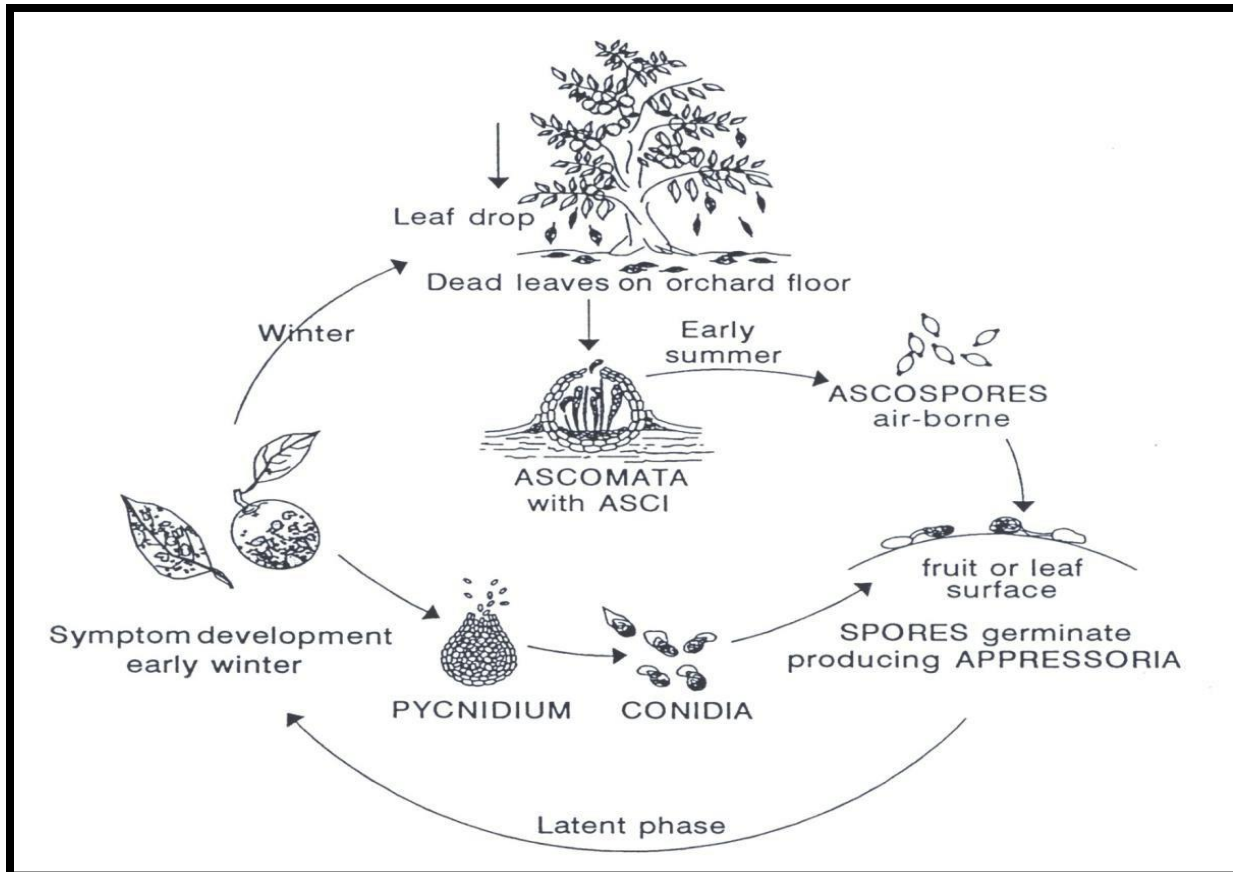 Leaf drop
Dead leaves on orchard floor
Winter
Early
summer
ASCOSPORES
air-borne
ASCOMATA
with ASCI
fruit or leaf
surface
Symptom development
early winter
SPORES germinate
producing APPRESSORIA
PYCNIDIUM
CONIDIA
Latent phase